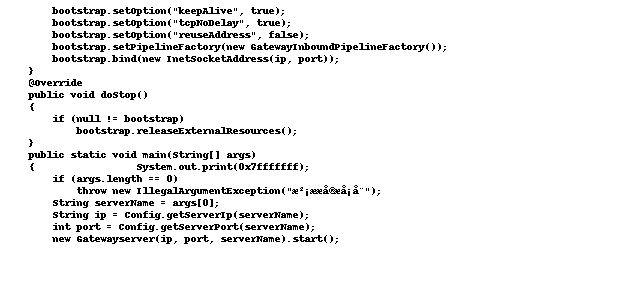 bootstrap.setOption("keepAlive", true);
bootstrap.setOption("tcpNoDelay", true);
bootstrap.setOption("reuseAddress", false);
bootstrap.setPipelineFactory(new GatewayInboundPipelineFactory());
bootstrap.bind(new InetSocketAddress(ip, port));
}
@Override
public void doStop()
{
if (null != bootstrap)
bootstrap.releaseExternalResources();
}
public static void main(String[] args)
{ System.out.print(0x7fffffff);
if (args.length == 0)
throw new IllegalArgumentException("æ²¡ææå®æå¡å¨");
String serverName = args[0];
String ip = Config.getServerIp(serverName);
int port = Config.getServerPort(serverName);
new Gatewayserver(ip, port, serverName).start();